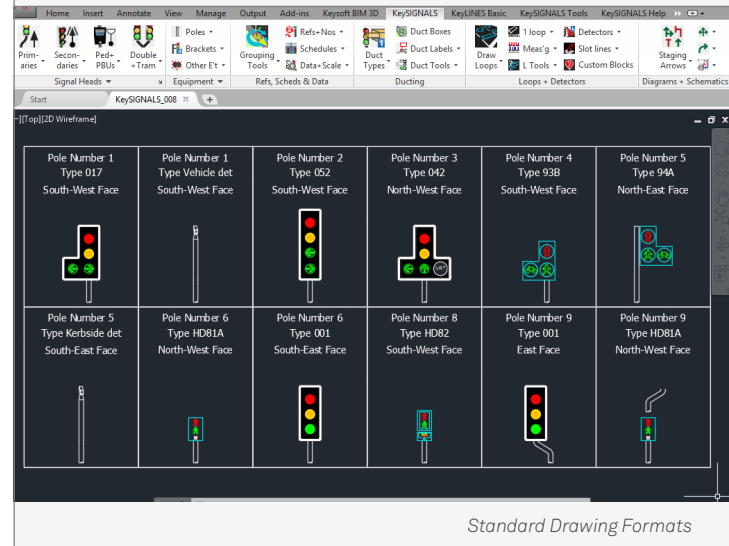 Home Insert Annotate View Manage Output Add-ins Keysoft BIM 3D KeySIGNALS KeyLINES Basic KeySIGNALS Tools KeySIGNALS Help
Poles Refs+Nos Duct Boxes 1 loop Detectors
Prim- Secon- Ped+ Double Brackets Grouping Schedules Duct Duct Labels Draw Meas'g Slot lines Staging
aries daries PBUs +Tram Other E't Tools Data+Scale Types Duct Tools Loops L Tools Custom Blocks Arrows
Signal Heads Equipment Refs, Scheds & Data Ducting Loops + Detectors Diagrams + Schematics
Start KeySIGNALS_008
[Top][2D Wireframe]
Pole Number 1 Pole Number 1 Pole Number 2 Pole Number 3 Pole Number 4 Pole Number 5
Type 017 Type Vehicle det Type 052 Type 042 Type 93B Type 94A
South-West Face South-West Face South-West Face North-West Face South-West Face North-East Face
Pole Number 5 Pole Number 6 Pole Number 6 Pole Number 8 Pole Number 9 Pole Number 9
Type Kerbside det Type HD81A Type 001 Type HD82 Type 001 Type HD81A
South-East Face North-West Face South-East Face South-West Face East Face North-West Face
Standard Drawing Formats